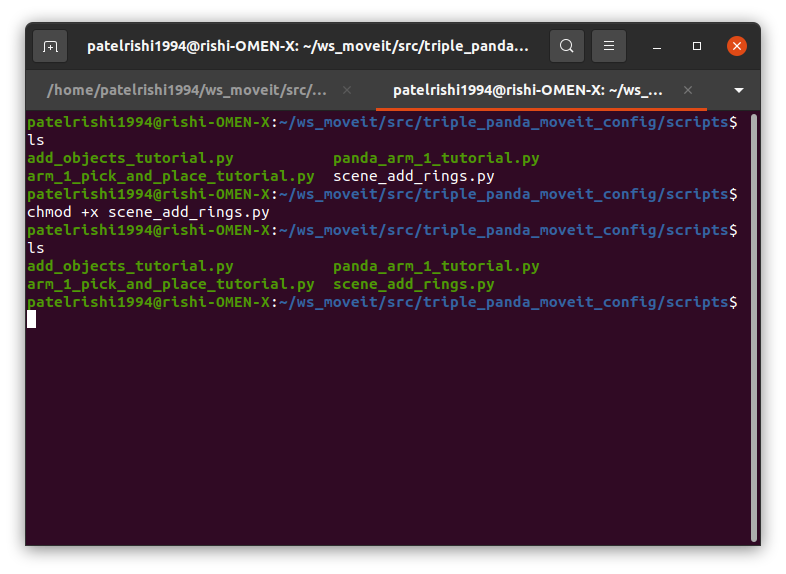 patelrishi1994@rishi-OMEN-X: ~/ws_moveit/src/triple_panda…
/home/patelrishi1994/ws_moveit/src/… ×
patelrishi1994@rishi-OMEN-X: ~/ws_… ×
patelrishi1994@rishi-OMEN-X:~/ws_moveit/src/triple_panda_moveit_config/scripts$
ls
add_objects_tutorial.py panda_arm_1_tutorial.py
arm_1_pick_and_place_tutorial.py scene_add_rings.py
patelrishi1994@rishi-OMEN-X:~/ws_moveit/src/triple_panda_moveit_config/scripts$
chmod +x scene_add_rings.py
patelrishi1994@rishi-OMEN-X:~/ws_moveit/src/triple_panda_moveit_config/scripts$
ls
add_objects_tutorial.py panda_arm_1_tutorial.py
arm_1_pick_and_place_tutorial.py scene_add_rings.py
patelrishi1994@rishi-OMEN-X:~/ws_moveit/src/triple_panda_moveit_config/scripts$